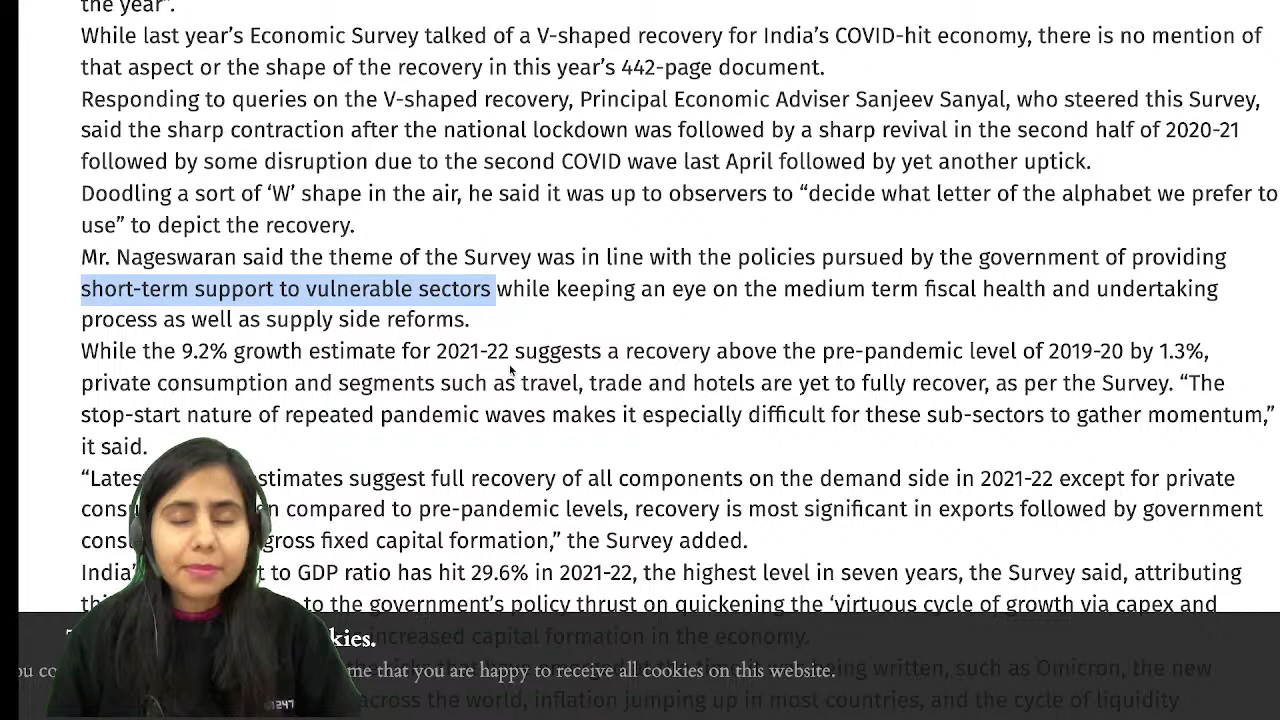 the year”.
While last year’s Economic Survey talked of a V-shaped recovery for India’s COVID-hit economy, there is no mention of
that aspect or the shape of the recovery in this year’s 442-page document.
Responding to queries on the V-shaped recovery, Principal Economic Adviser Sanjeev Sanyal, who steered this Survey,
said the sharp contraction after the national lockdown was followed by a sharp revival in the second half of 2020-21
followed by some disruption due to the second COVID wave last April followed by yet another uptick.
Doodling a sort of ‘W’ shape in the air, he said it was up to observers to “decide what letter of the alphabet we prefer to
use” to depict the recovery.
Mr. Nageswaran said the theme of the Survey was in line with the policies pursued by the government of providing
short-term support to vulnerable sectors while keeping an eye on the medium term fiscal health and undertaking
process as well as supply side reforms.
While the 9.2% growth estimate for 2021-22 suggests a recovery above the pre-pandemic level of 2019-20 by 1.3%,
private consumption and segments such as travel, trade and hotels are yet to fully recover, as per the Survey. “The
stop-start nature of repeated pandemic waves makes it especially difficult for these sub-sectors to gather momentum,”
it said.
stimates suggest full recovery of all components on the demand side in 2021-22 except for private
compared to pre-pandemic levels, recovery is most significant in exports followed by government
gross fixed capital formation,” the Survey added.
to GDP ratio has hit 29.6% in 2021-22, the highest level in seven years, the Survey said, attributing
to the government’s policy thrust on quickening the ‘virtuous cycle of growth via capex and
kies.
increased capital formation in the economy.
me that you are happy to receive all cookies on this website.
being written, such as Omicron, the new
across the world, inflation jumping up in most countries, and the cycle of liquidity
1247